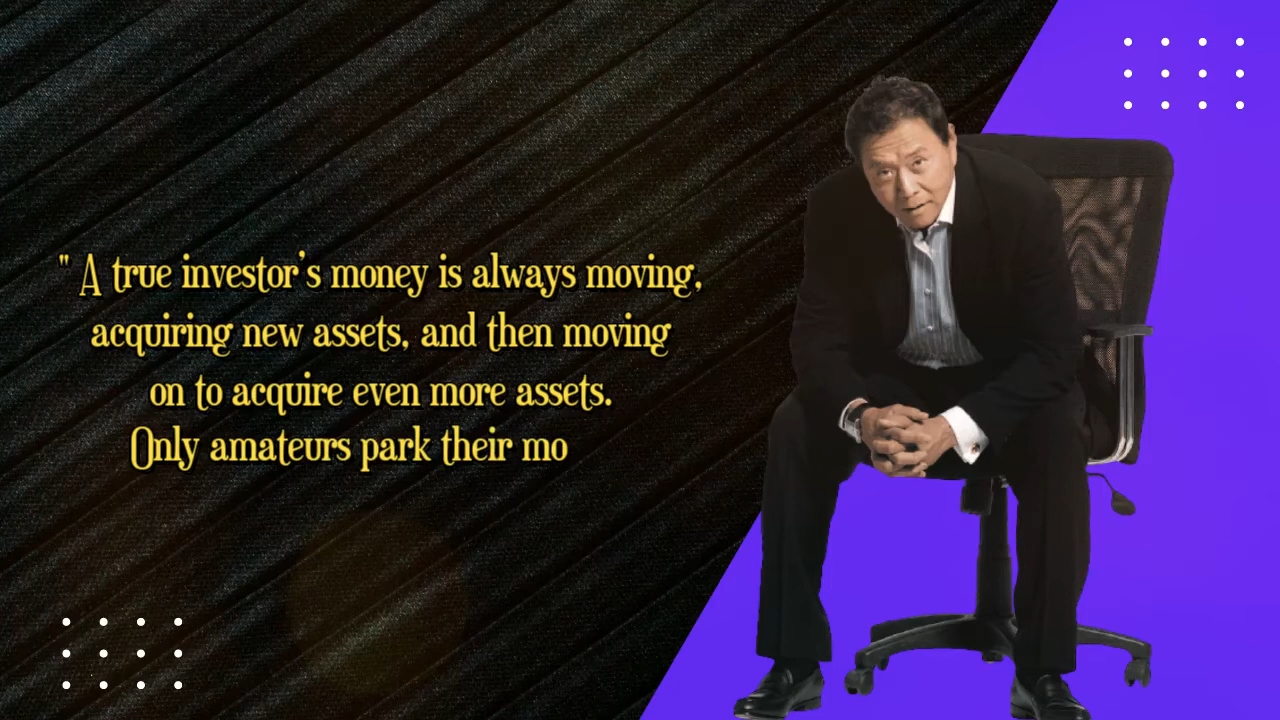 " A true investor's money is always moving,
acquiring new assets, and then moving
on to acquire even more assets.
Only amateurs park their mo